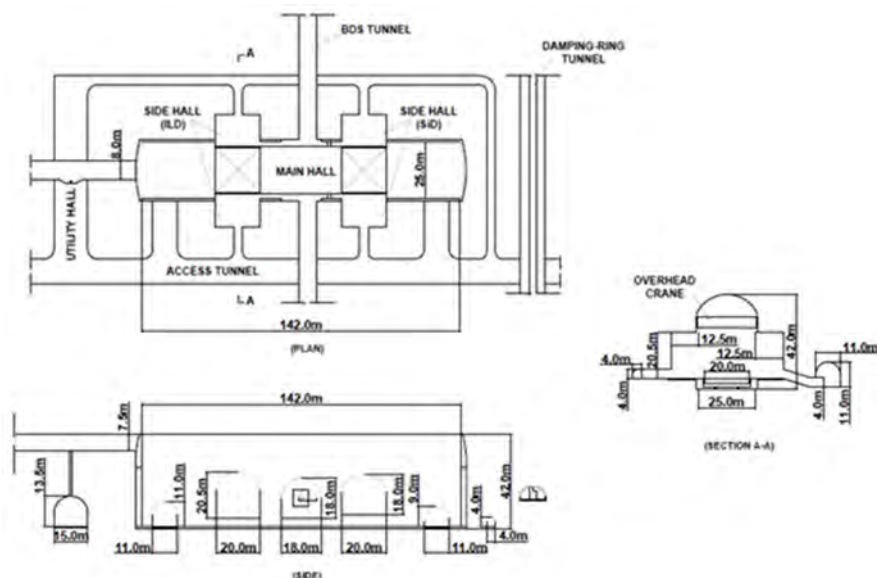 A
BDS TUNNEL
DAMPING-RING
TUNNEL
SIDE HALL
(ILD)
SIDE HALL
(SiD)
8.0m
MAIN HALL
25.0m
UTILITY HALL
ACCESS TUNNEL
A
142.0m
(PLAN)
OVERHEAD
CRANE
12.5m
12.5m
20.5m
42.0m
11.0m
4.0m
20.0m
4.0m
25.0m
4.0m
11.0m
(SECTION A-A)
142.0m
7.5m
13.5m
15.0m
11.0m
20.5m
18.0m
18.0m
9.0m
4.0m
42.0m
11.0m
20.0m
18.0m
20.0m
11.0m
4.0m
(SIDE)